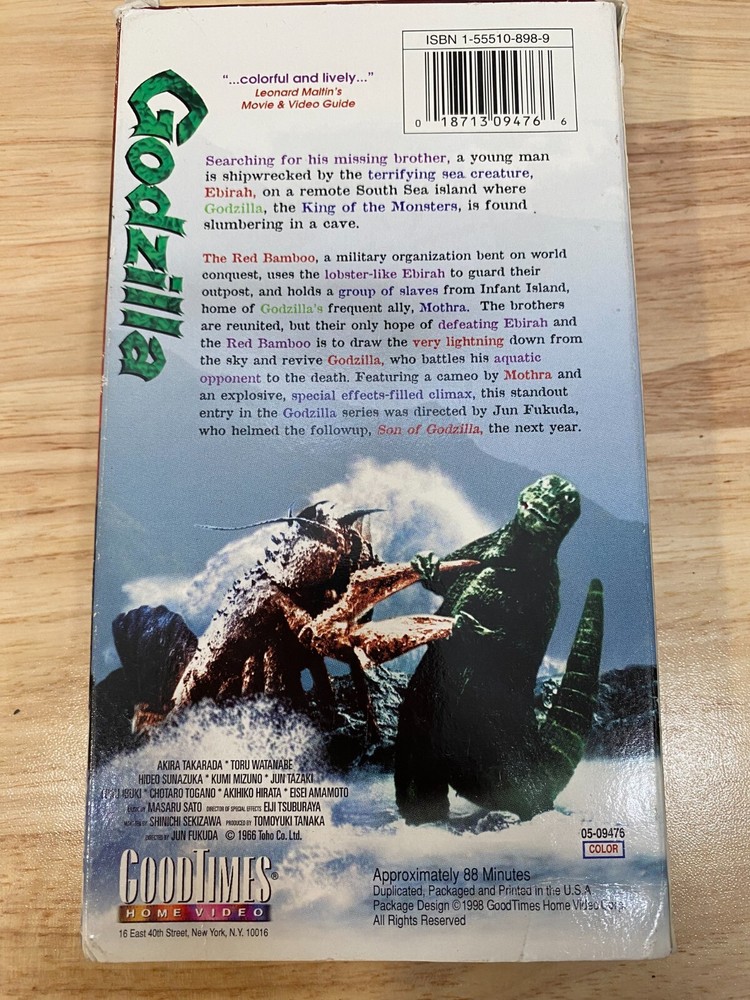 ISBN 1-55510-898-9
0 18713 09476 6
"...colorful and lively..."
Leonard Maltin's
Movie & Video Guide
Godzilla
Searching for his missing brother, a young man
is shipwrecked by the terrifying sea creature,
Ebirah, on a remote South Sea island where
Godzilla, the King of the Monsters, is found
slumbering in a cave.
The Red Bamboo, a military organization bent on world
conquest, uses the lobster-like Ebirah to guard their
outpost, and holds a group of slaves from Infant Island,
home of Godzilla's frequent ally, Mothra. The brothers
are reunited, but their only hope of defeating Ebirah and
the Red Bamboo is to draw the very lightning down from
the sky and revive Godzilla, who battles his aquatic
opponent to the death. Featuring a cameo by Mothra and
an explosive, special effects-filled climax, this standout
entry in the Godzilla series was directed by Jun Fukuda,
who helmed the followup, Son of Godzilla, the next year.
AKIRA TAKARADA * TORU WATANABE
HIDEO SUNAZUKA * KUMI MIZUNO * JUN TAZAKI
* CHOTARO TOGANO * AKIHIKO HIRATA * EISEI AMAMOTO
MUSIC BY MASARU SATO DIRECTOR OF SPECIAL EFFECTS EIJI TSUBURAYA
WRITTEN BY SHINICHI SEKIZAWA PRODUCED BY TOMOYUKI TANAKA
DIRECTED BY JUN FUKUDA © 1966 Toho Co. Ltd.
05-09476
COLOR
GOODTIMES®
HOME VIDEO
16 East 40th Street, New York, N.Y. 10016
Approximately 88 Minutes
Duplicated, Packaged and Printed in the U.S.A.
Package Design © 1998 GoodTimes Home Video Corp.
All Rights Reserved